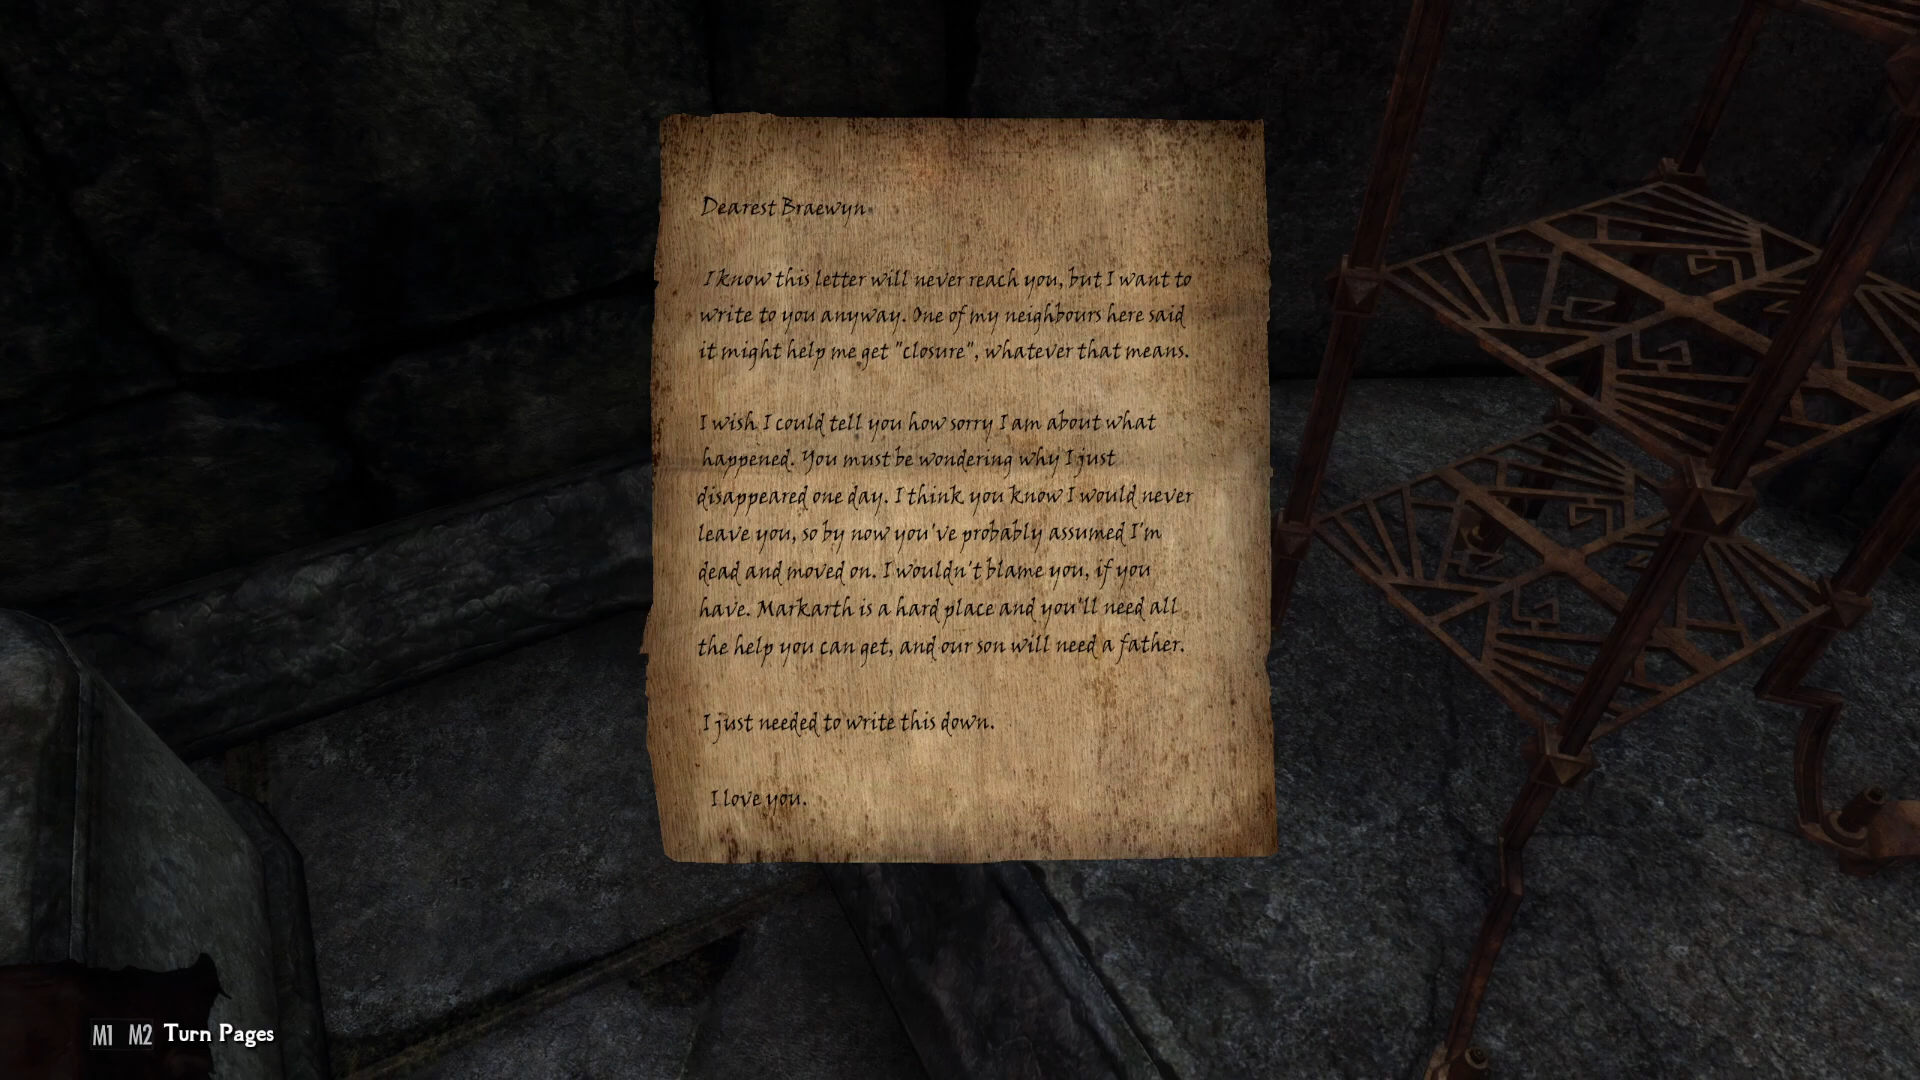 Dearest Braewyn
I know this letter will never reach you, but I want to
write to you anyway. One of my neighbours here said
it might help me get "closure", whatever that means.
I wish I could tell you how sorry I am about what
happened. You must be wondering why I just
disappeared one day. I think you know I would never
leave you, so by now you've probably assumed I'm
dead and moved on. I wouldn't blame you, if you
have. Markarth is a hard place and you'll need all
the help you can get, and our son will need a father.
I just needed to write this down.
I love you.
M1 M2 Turn Pages